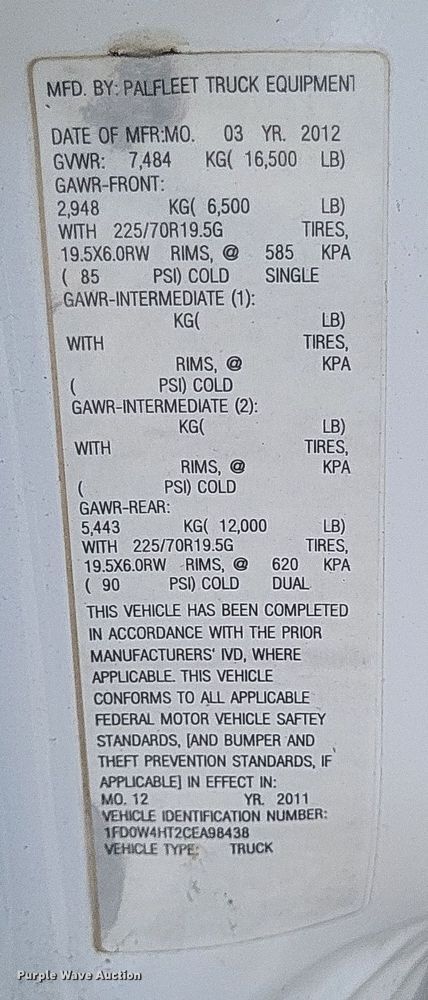 MFD. BY: PALFLEET TRUCK EQUIPMENT
DATE OF MFR:MO. 03 YR. 2012
GVWR: 7,484 KG( 16,500 LB)
GAWR-FRONT:
2,948 KG( 6,500 LB)
WITH 225/70R19.5G TIRES,
19.5X6.0RW RIMS, @ 585 KPA
( 85 PSI) COLD SINGLE
GAWR-INTERMEDIATE (1):
KG( LB)
WITH TIRES,
RIMS, @ KPA
( PSI) COLD
GAWR-INTERMEDIATE (2):
KG( LB)
WITH TIRES,
RIMS, @ KPA
( PSI) COLD
GAWR-REAR:
5,443 KG( 12,000 LB)
WITH 225/70R19.5G TIRES,
19.5X6.0RW RIMS, @ 620 KPA
( 90 PSI) COLD DUAL
THIS VEHICLE HAS BEEN COMPLETED
IN ACCORDANCE WITH THE PRIOR
MANUFACTURERS' IVD, WHERE
APPLICABLE. THIS VEHICLE
CONFORMS TO ALL APPLICABLE
FEDERAL MOTOR VEHICLE SAFTEY
STANDARDS, [AND BUMPER AND
THEFT PREVENTION STANDARDS, IF
APPLICABLE] IN EFFECT IN:
MO. 12 YR. 2011
VEHICLE IDENTIFICATION NUMBER:
1FD0W4HT2CEA98438
VEHICLE TYPE: TRUCK
Purple Wave Auction